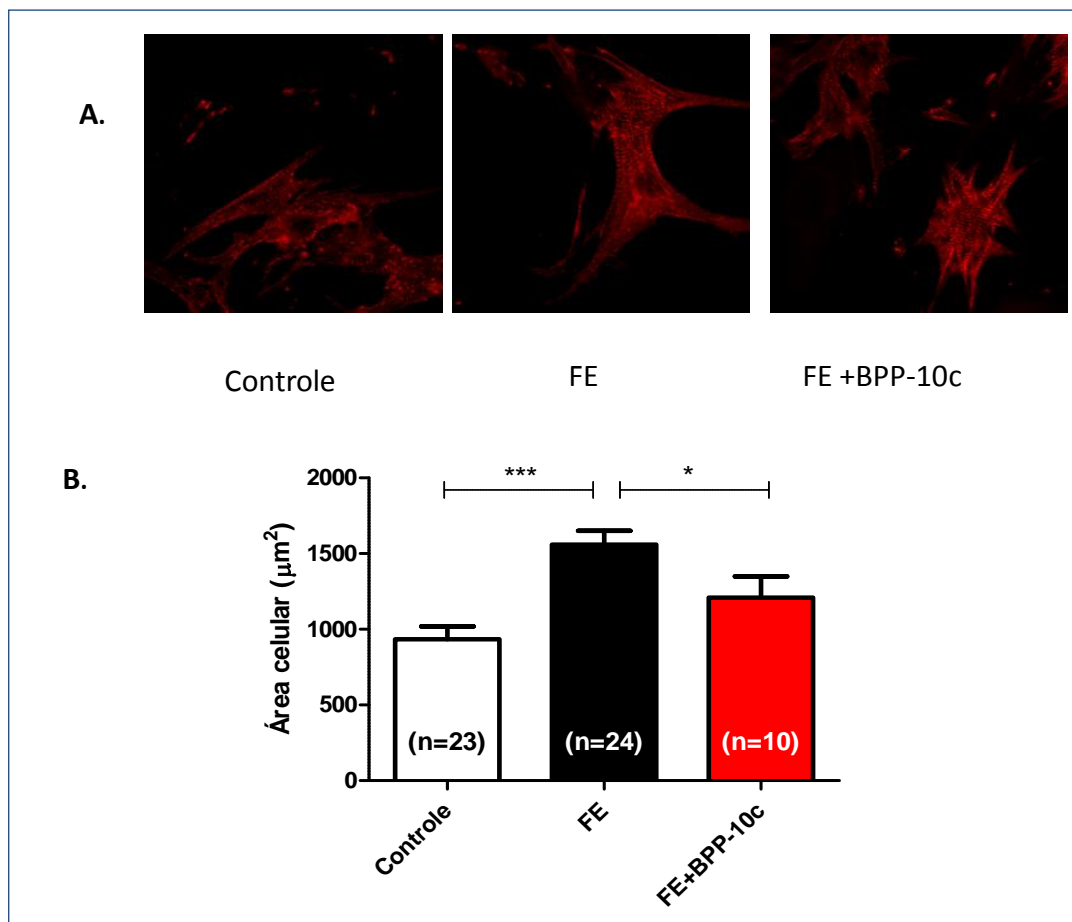 A.
Controle
FE
FE +BPP-10c
B.
Área celular (μm²)
2000
1500
1000
500
0
***
*
(n=23)
(n=24)
(n=10)
Controle
FE
FE+BPP-10c